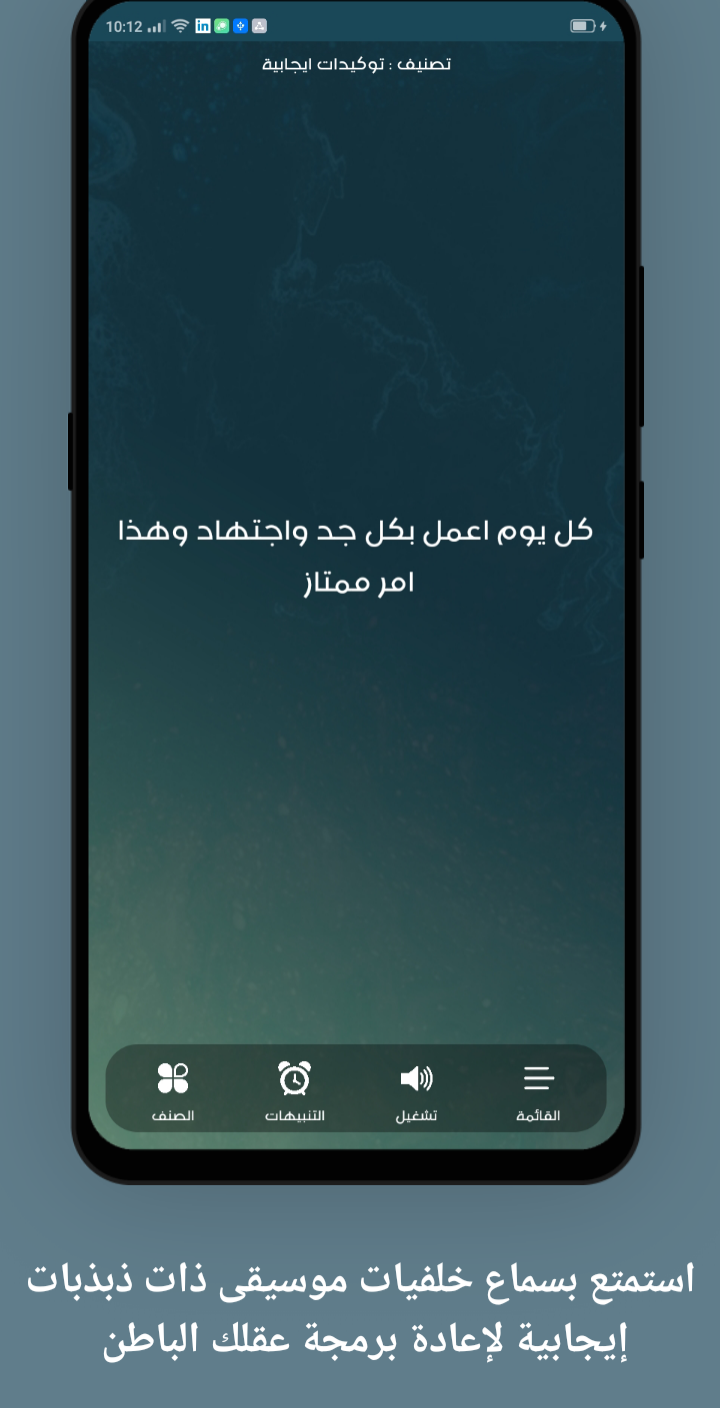 10:12
تصنيف : توكيدات ايجابية
كل يوم اعمل بكل جد واجتهاد وهذا
امر ممتاز
القائمة
تشغيل
التنبيهات
الصنف
استمتع بسماع خلفيات موسيقى ذات ذبذبات
إيجابية لإعادة برمجة عقلك الباطن